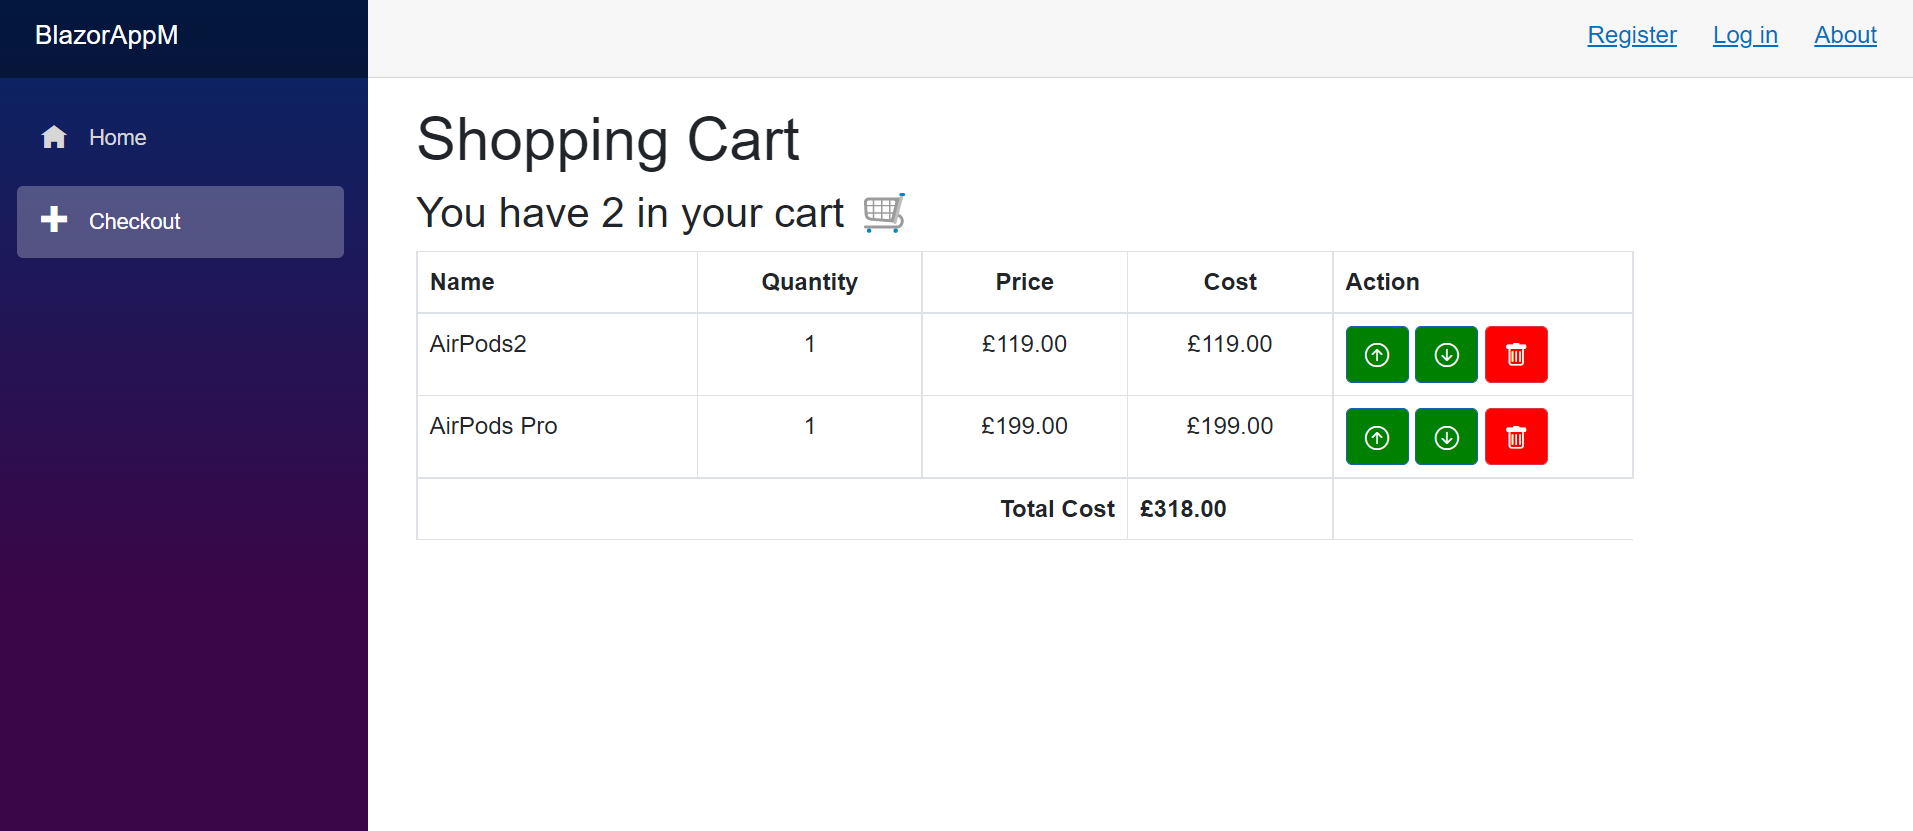 BlazorAppM
Register Log in About
Home
Checkout
Shopping Cart
You have 2 in your cart
Name Quantity Price Cost Action
AirPods2 1 £119.00 £119.00
AirPods Pro 1 £199.00 £199.00
Total Cost £318.00